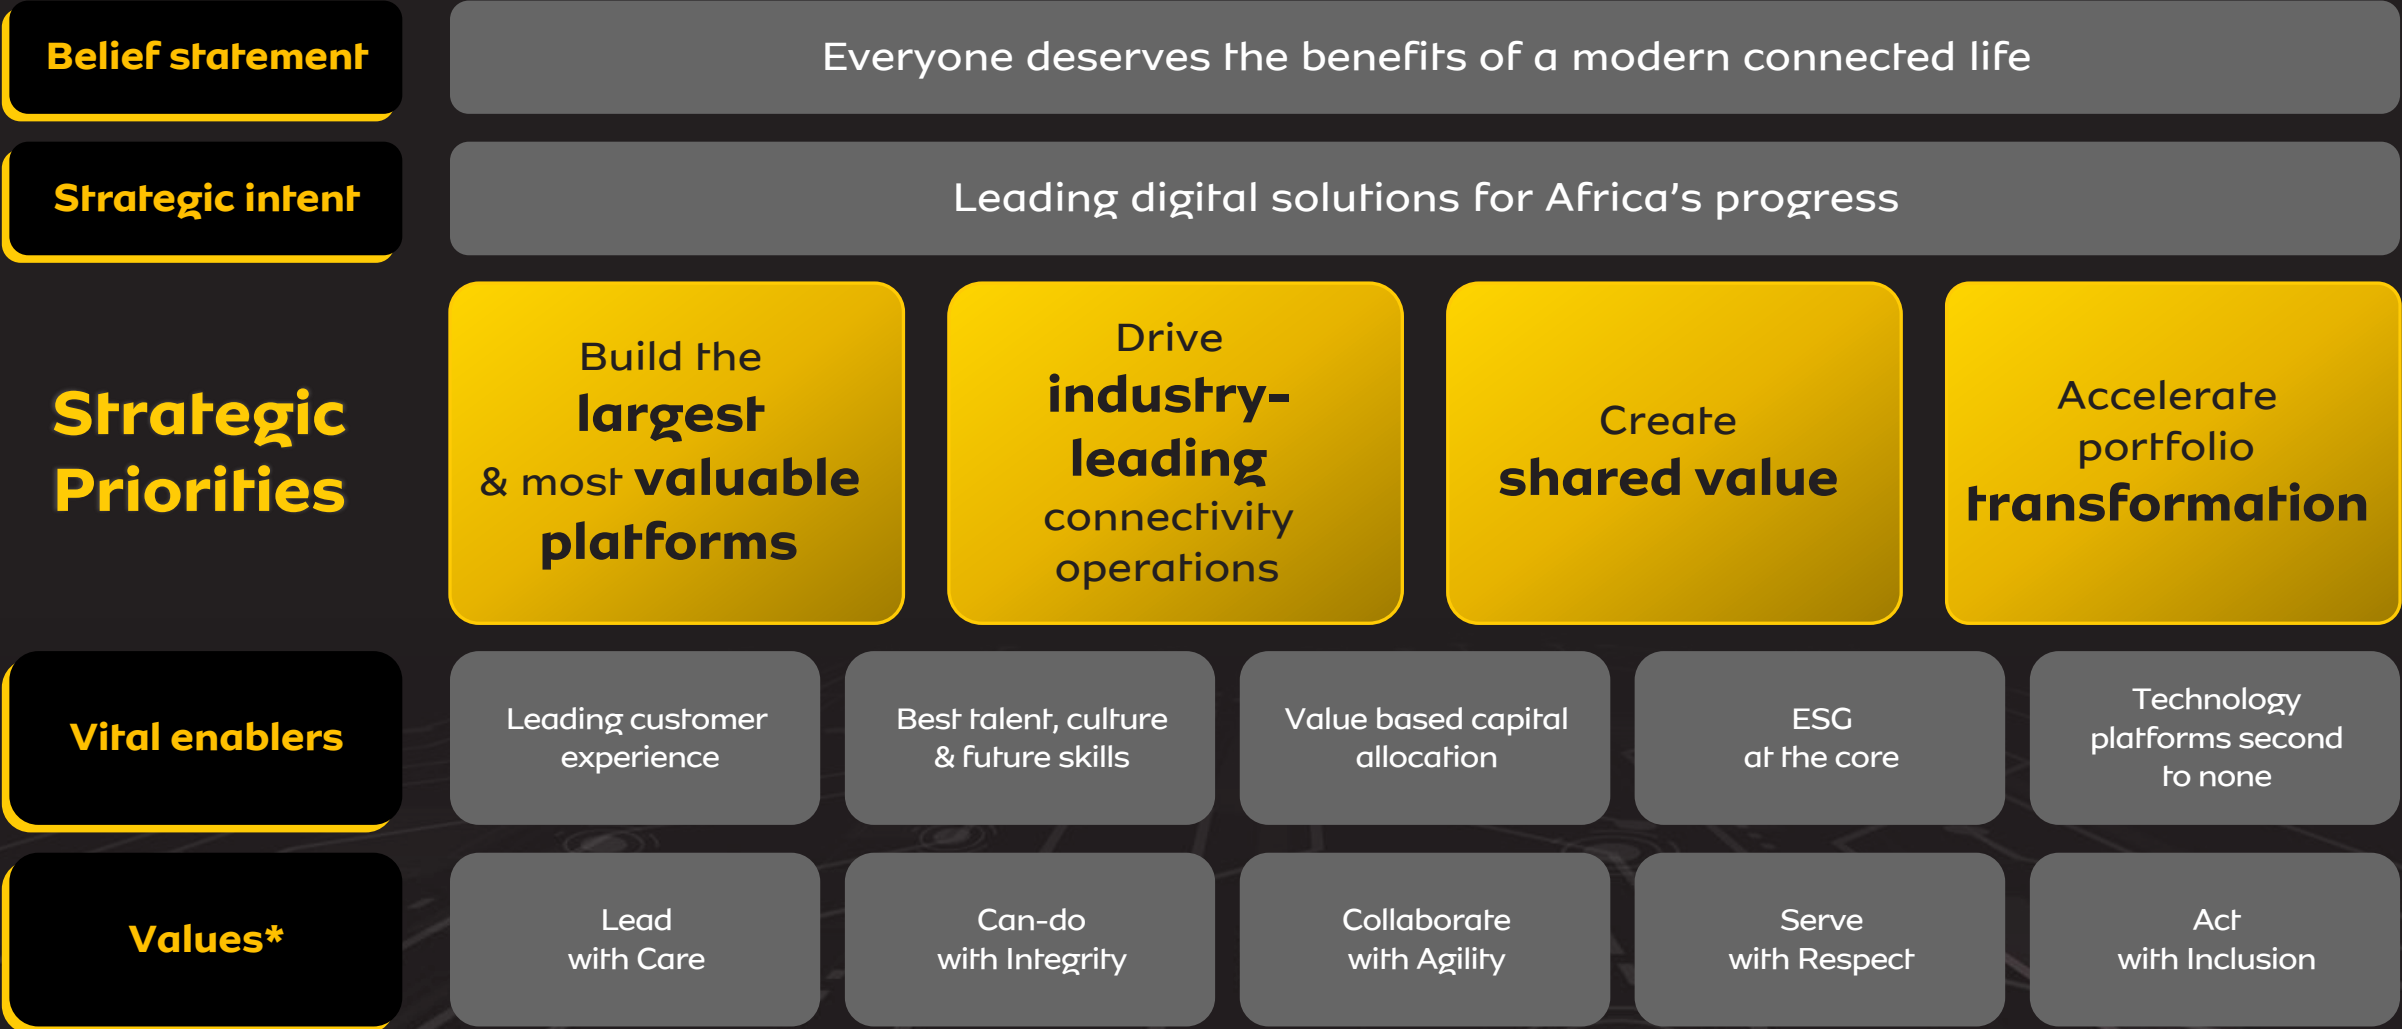 Belief statement
Everyone deserves the benefits of a modern connected life
Strategic intent
Leading digital solutions for Africa's progress
Strategic
Priorities
Build the
largest
& most valuable
platforms
Drive
industry-
leading
connectivity
operations
Create
shared value
Accelerate
portfolio
transformation
Vital enablers
Leading customer
experience
Best talent, culture
& future skills
Value based capital
allocation
ESG
at the core
Technology
platforms second
to none
Values*
Lead
with Care
Can-do
with Integrity
Collaborate
with Agility
Serve
with Respect
Act
with Inclusion